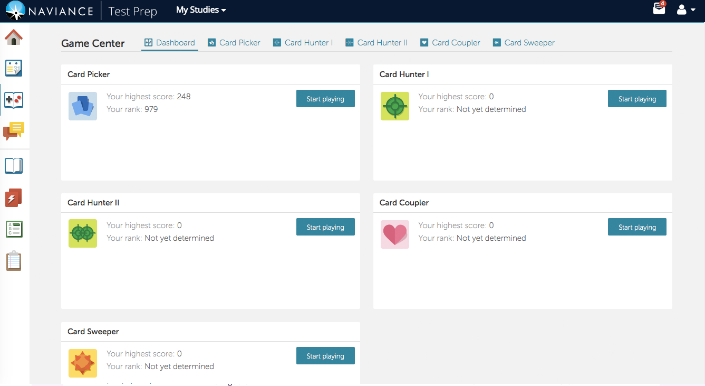 NAVIANCE Test Prep My Studies 4
Game Center Dashboard Card Picker Card Hunter I Card Hunter II Card Coupler Card Sweeper
Card Picker
Your highest score: 248
Your rank: 979
Start playing
Card Hunter I
Your highest score: 0
Your rank: Not yet determined
Start playing
Card Hunter II
Your highest score: 0
Your rank: Not yet determined
Start playing
Card Coupler
Your highest score: 0
Your rank: Not yet determined
Start playing
Card Sweeper
Your highest score: 0
Your rank: Not yet determined
Start playing